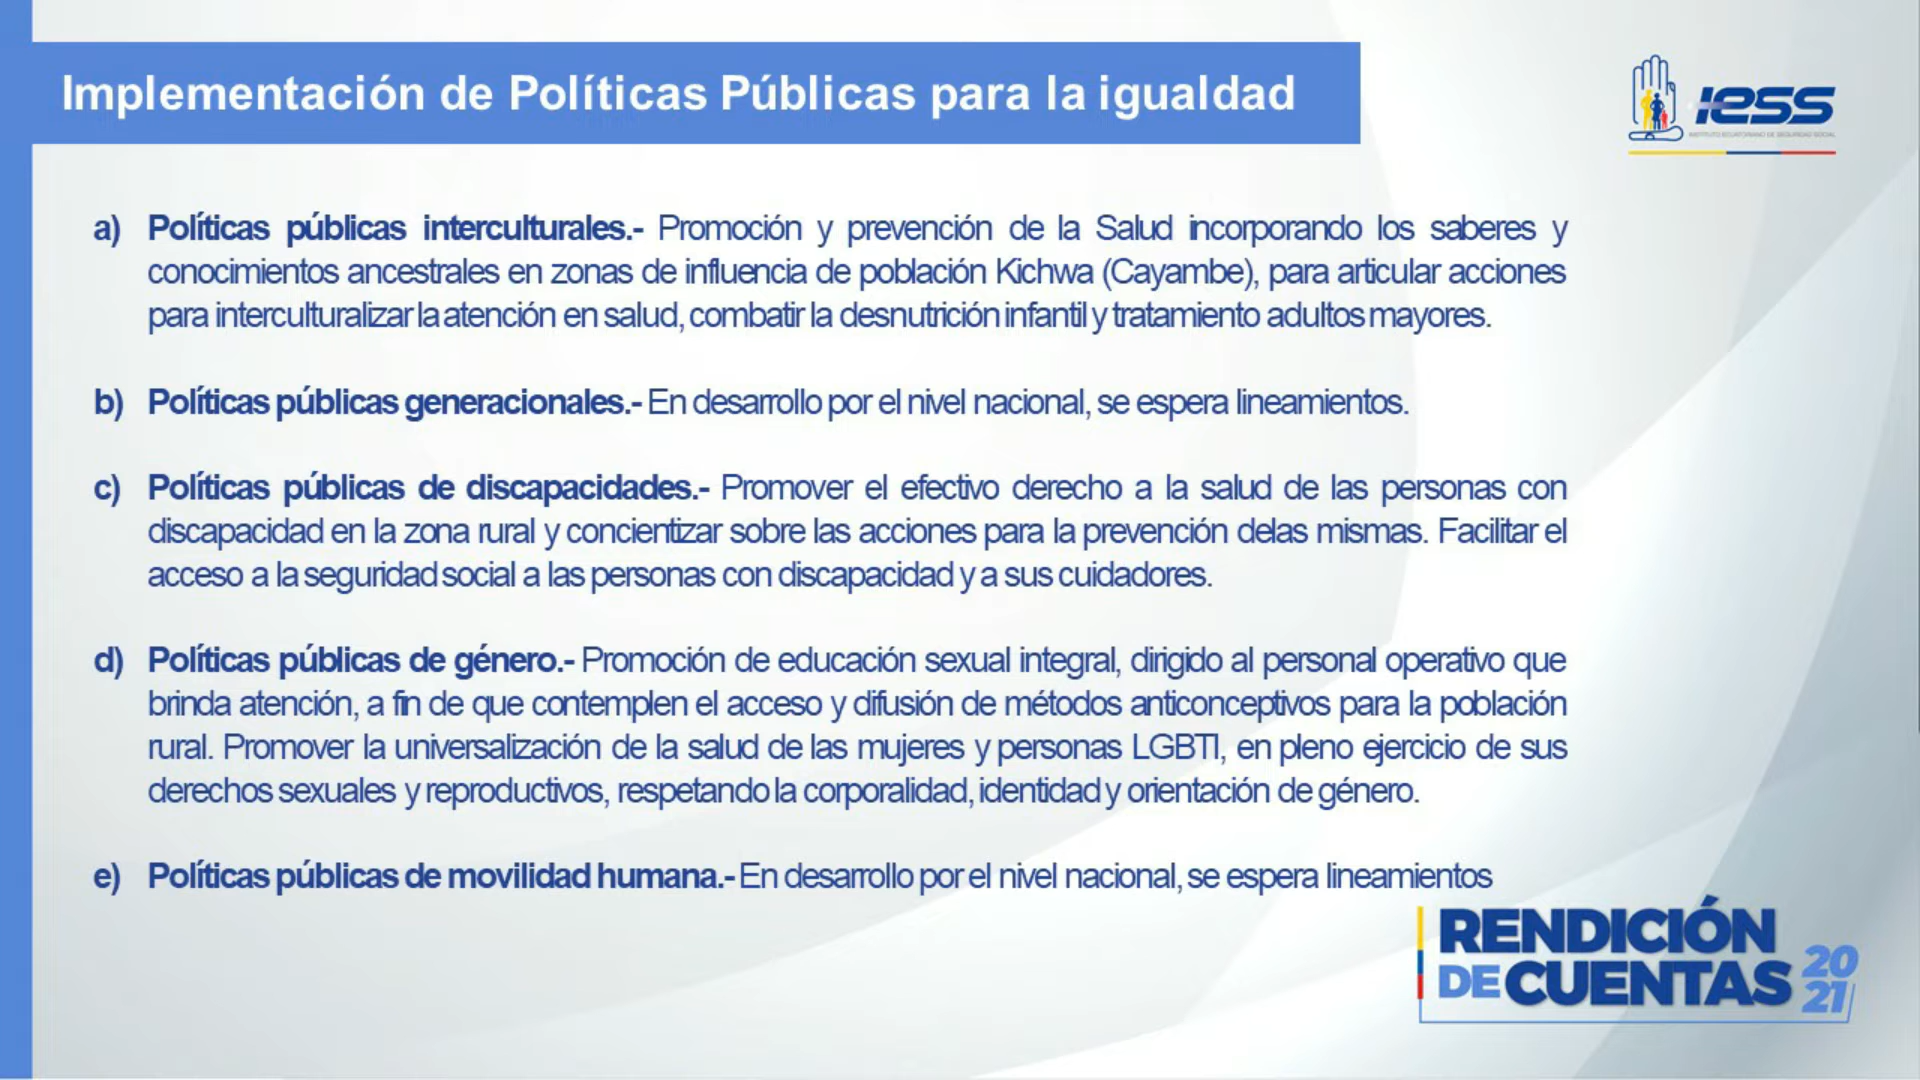 Implementación de Políticas Públicas para la igualdad
IESS
INSTITUTO ECUATORIANO DE SEGURIDAD SOCIAL
a) Políticas públicas interculturales.- Promoción y prevención de la Salud incorporando los saberes y
conocimientos ancestrales en zonas de influencia de población Kichwa (Cayambe), para articular acciones
para interculturalizar la atención en salud, combatir la desnutrición infantil y tratamiento adultos mayores.
b) Políticas públicas generacionales.- En desarrollo por el nivel nacional, se espera lineamientos.
c) Políticas públicas de discapacidades.- Promover el efectivo derecho a la salud de las personas con
discapacidad en la zona rural y concientizar sobre las acciones para la prevención delas mismas. Facilitar el
acceso a la seguridad social a las personas con discapacidad y a sus cuidadores.
d) Políticas públicas de género.- Promoción de educación sexual integral, dirigido al personal operativo que
brinda atención, a fin de que contemplen el acceso y difusión de métodos anticonceptivos para la población
rural. Promover la universalización de la salud de las mujeres y personas LGBTI, en pleno ejercicio de sus
derechos sexuales y reproductivos, respetando la corporalidad, identidad y orientación de género.
e) Políticas públicas de movilidad humana.- En desarrollo por el nivel nacional, se espera lineamientos
RENDICIÓN
DE CUENTAS 2021